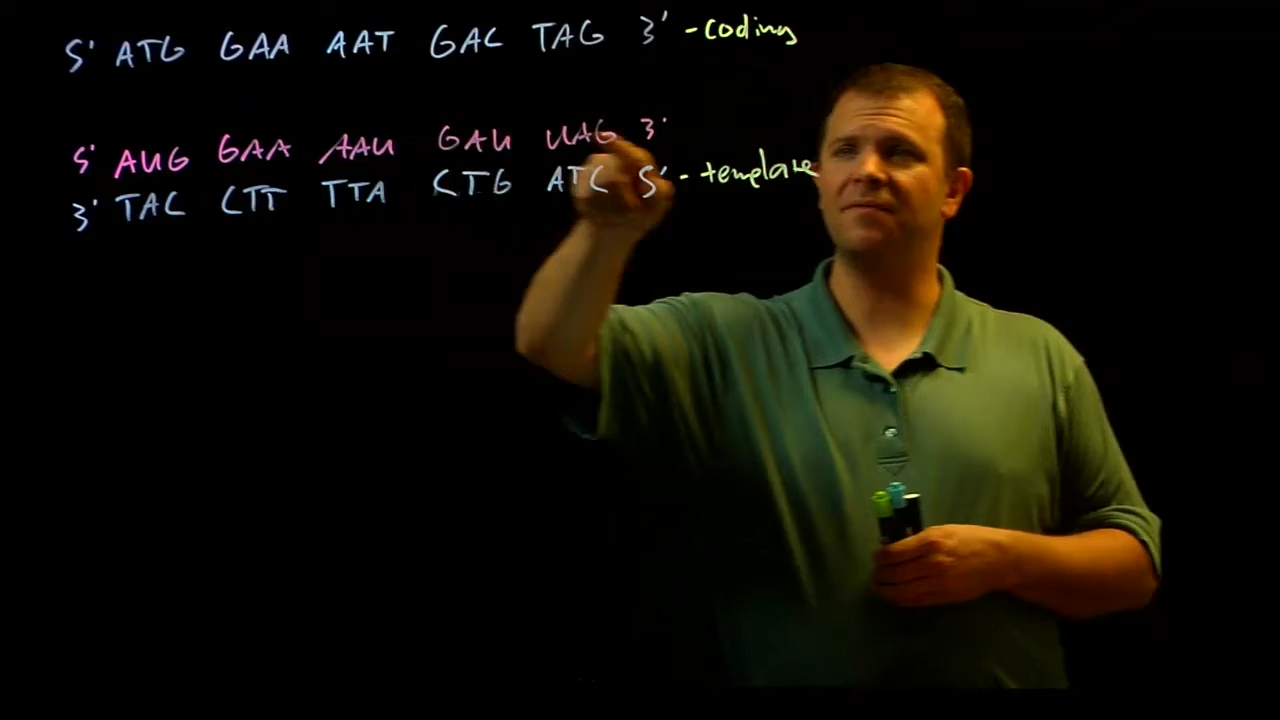 5' ATG GAA AAT GAC TAG 3' - coding
5' AUG GAA AAU GAU UAG 3'
3' TAC CTT TTA CTG ATC 5' - template